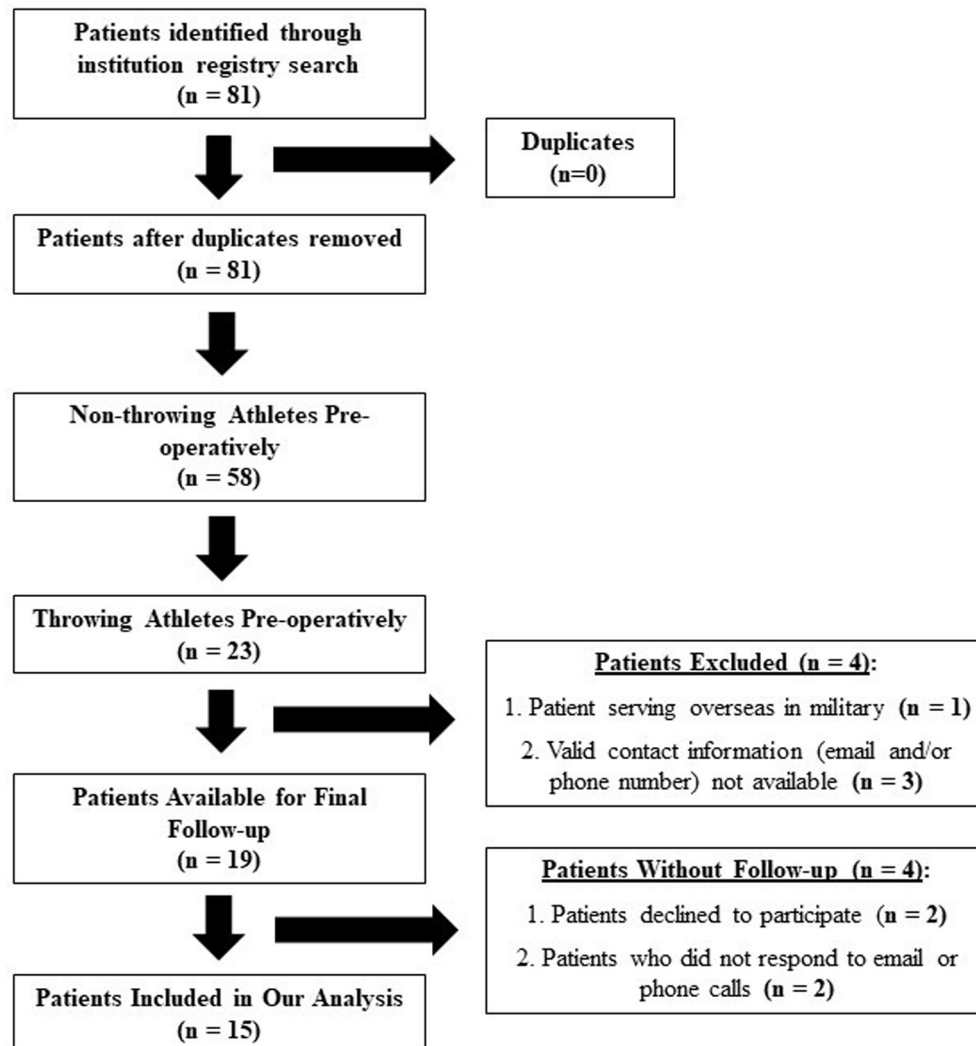 Patients identified through
institution registry search
(n = 81)
Duplicates
(n=0)
Patients after duplicates removed
(n = 81)
Non-throwing Athletes Pre-
operatively
(n = 58)
Throwing Athletes Pre-operatively
(n = 23)
Patients Excluded (n = 4):
1. Patient serving overseas in military (n = 1)
2. Valid contact information (email and/or
phone number) not available (n = 3)
Patients Available for Final
Follow-up
(n = 19)
Patients Without Follow-up (n = 4):
1. Patients declined to participate (n = 2)
2. Patients who did not respond to email or
phone calls (n = 2)
Patients Included in Our Analysis
(n = 15)